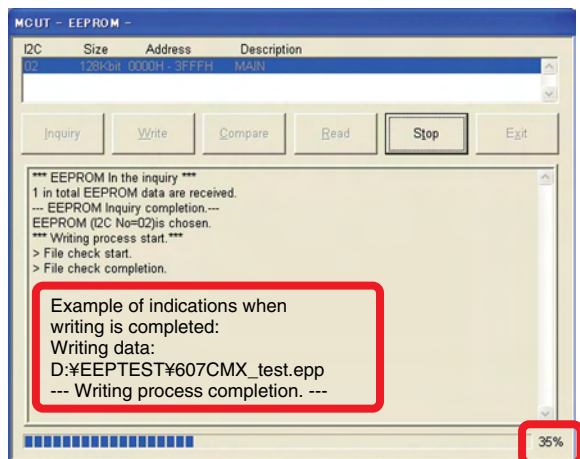 MCUT - EEPROM -
I2C Size Address Description
02 128Kbit 0000H - 3FFFH MAIN
Inquiry Write Compare Read Stop Exit
*** EEPROM In the inquiry ***
1 in total EEPROM data are received.
--- EEPROM Inquiry completion.---
EEPROM (I2C No=02)is chosen.
*** Writing process start.***
> File check start.
> File check completion.
Example of indications when
writing is completed:
Writing data:
D:¥EEPTEST¥607CMX_test.epp
--- Writing process completion. ---
35%